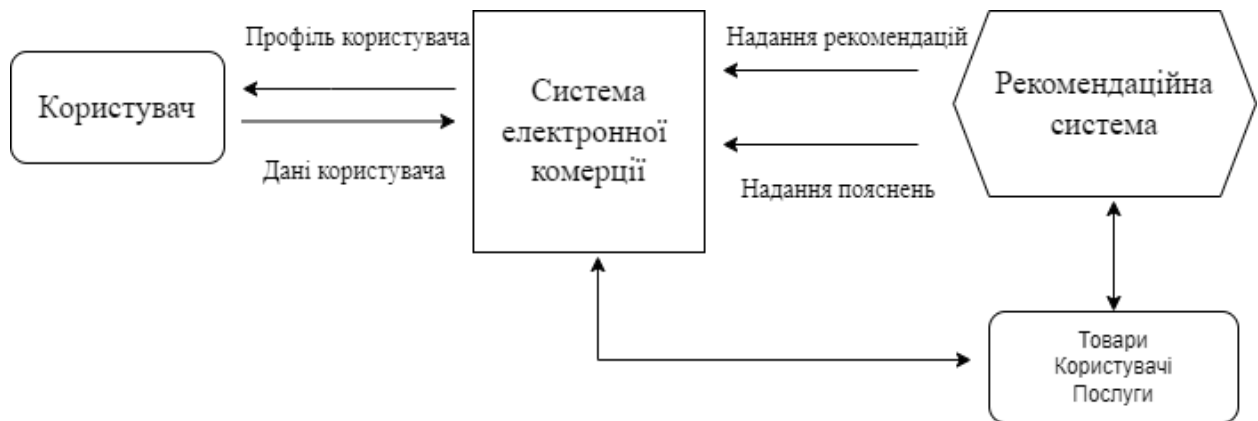 Профіль користувача
Користувач
Дані користувача
Система
електронної
комерції
Надання рекомендацій
Надання пояснень
Рекомендаційна
система
Товари
Користувачі
Послуги